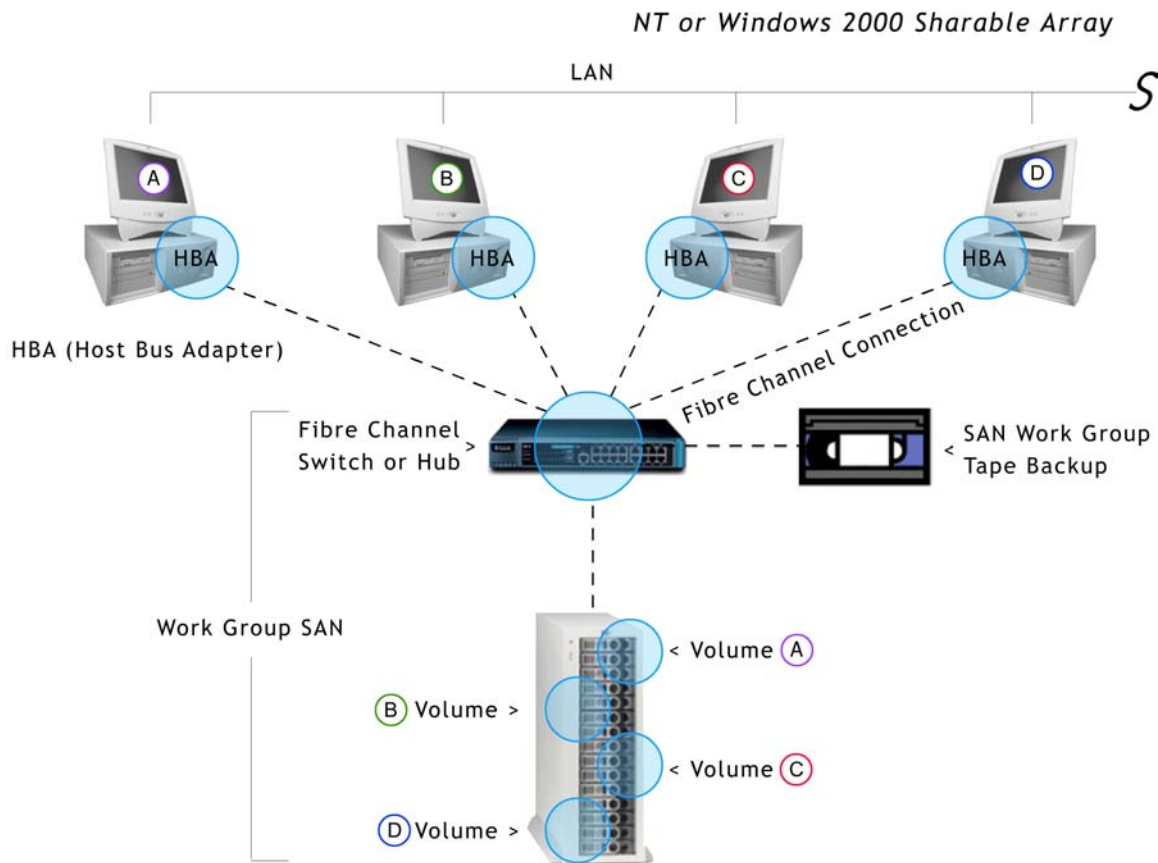 NT or Windows 2000 Sharable Array
LAN
S
A
B
C
D
HBA
HBA
HBA
HBA
HBA (Host Bus Adapter)
Fibre Channel Connection
Fibre Channel >
Switch or Hub
SAN Work Group
< Tape Backup
Work Group SAN
< Volume A
B Volume >
< Volume C
D Volume >